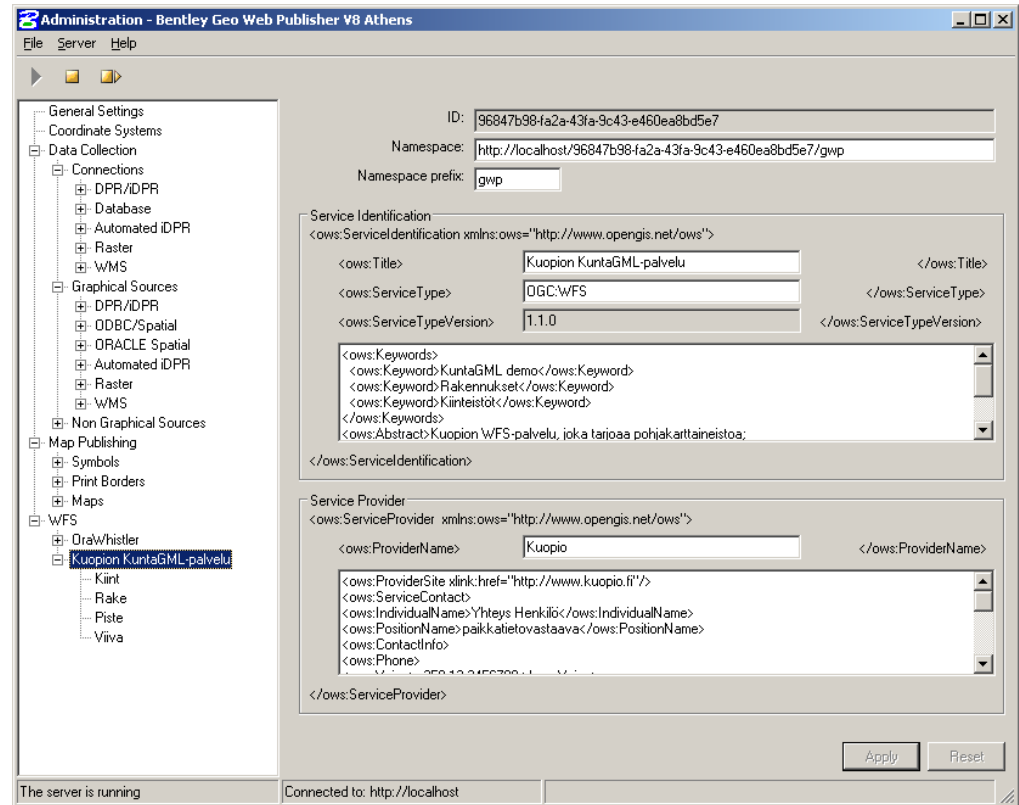 Administration - Bentley Geo Web Publisher V8 Athens
File Server Help
General Settings
Coordinate Systems
Data Collection
Connections
DPR/iDPR
Database
Automated iDPR
Raster
WMS
Graphical Sources
DPR/iDPR
ODBC/Spatial
ORACLE Spatial
Automated iDPR
Raster
WMS
Non Graphical Sources
Map Publishing
Symbols
Print Borders
Maps
WFS
OraWhistler
Kuopion KuntaGML-palvelu
Kiint
Rake
Piste
Viiva
ID: 96847b98-fa2a-43fa-9c43-e460ea8bd5e7
Namespace: http://localhost/96847b98-fa2a-43fa-9c43-e460ea8bd5e7/gwp
Namespace prefix: gwp
Service Identification
<ows:ServiceIdentification xmlns:ows="http://www.opengis.net/ows">
<ows:Title> Kuopion KuntaGML-palvelu </ows:Title>
<ows:ServiceType> OGC:WFS </ows:ServiceType>
<ows:ServiceTypeVersion> 1.1.0 </ows:ServiceTypeVersion>
<ows:Keywords>
<ows:Keyword>KuntaGML demo</ows:Keyword>
<ows:Keyword>Rakennukset</ows:Keyword>
<ows:Keyword>Kiinteistöt</ows:Keyword>
</ows:Keywords>
<ows:Abstract>Kuopion WFS-palvelu, joka tarjoaa pohjakarttaineistoa;
</ows:ServiceIdentification>
Service Provider
<ows:ServiceProvider xmlns:ows="http://www.opengis.net/ows">
<ows:ProviderName> Kuopio </ows:ProviderName>
<ows:ProviderSite xlink:href="http://www.kuopio.fi"/>
<ows:ServiceContact>
<ows:IndividualName>Yhteys Henkilö</ows:IndividualName>
<ows:PositionName>paikkatietovastaava</ows:PositionName>
<ows:ContactInfo>
<ows:Phone>
</ows:ServiceProvider>
Apply Reset
The server is running Connected to: http://localhost